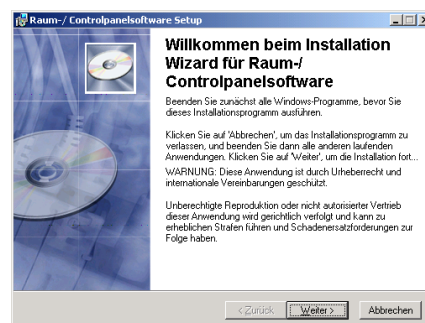 Raum-/ Controlpanelsoftware Setup
Willkommen beim Installation
Wizard für Raum-/
Controlpanelsoftware
Beenden Sie zunächst alle Windows-Programme, bevor Sie
dieses Installationsprogramm ausführen.
Klicken Sie auf 'Abbrechen', um das Installationsprogramm zu
verlassen, und beenden Sie dann alle anderen laufenden
Anwendungen. Klicken Sie auf 'Weiter', um die Installation fort...
WARNUNG: Diese Anwendung ist durch Urheberrecht und
internationale Vereinbarungen geschützt.
Unberechtigte Reproduktion oder nicht autorisierter Vertrieb
dieser Anwendung wird gerichtlich verfolgt und kann zu
erheblichen Strafen führen und Schadenersatzforderungen zur
Folge haben.
< Zurück Weiter > Abbrechen